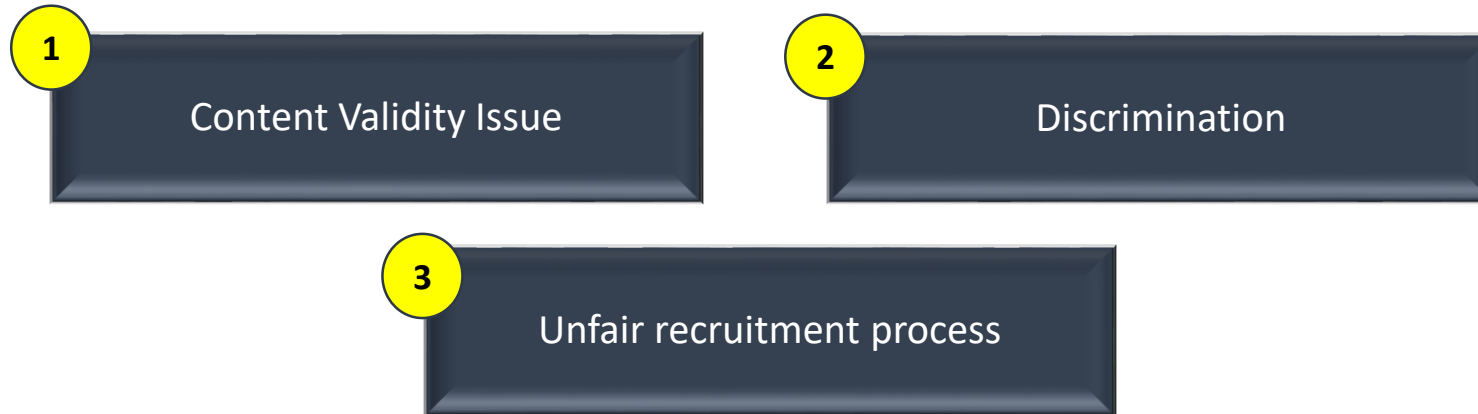 1
Content Validity Issue
2
Discrimination
3
Unfair recruitment process